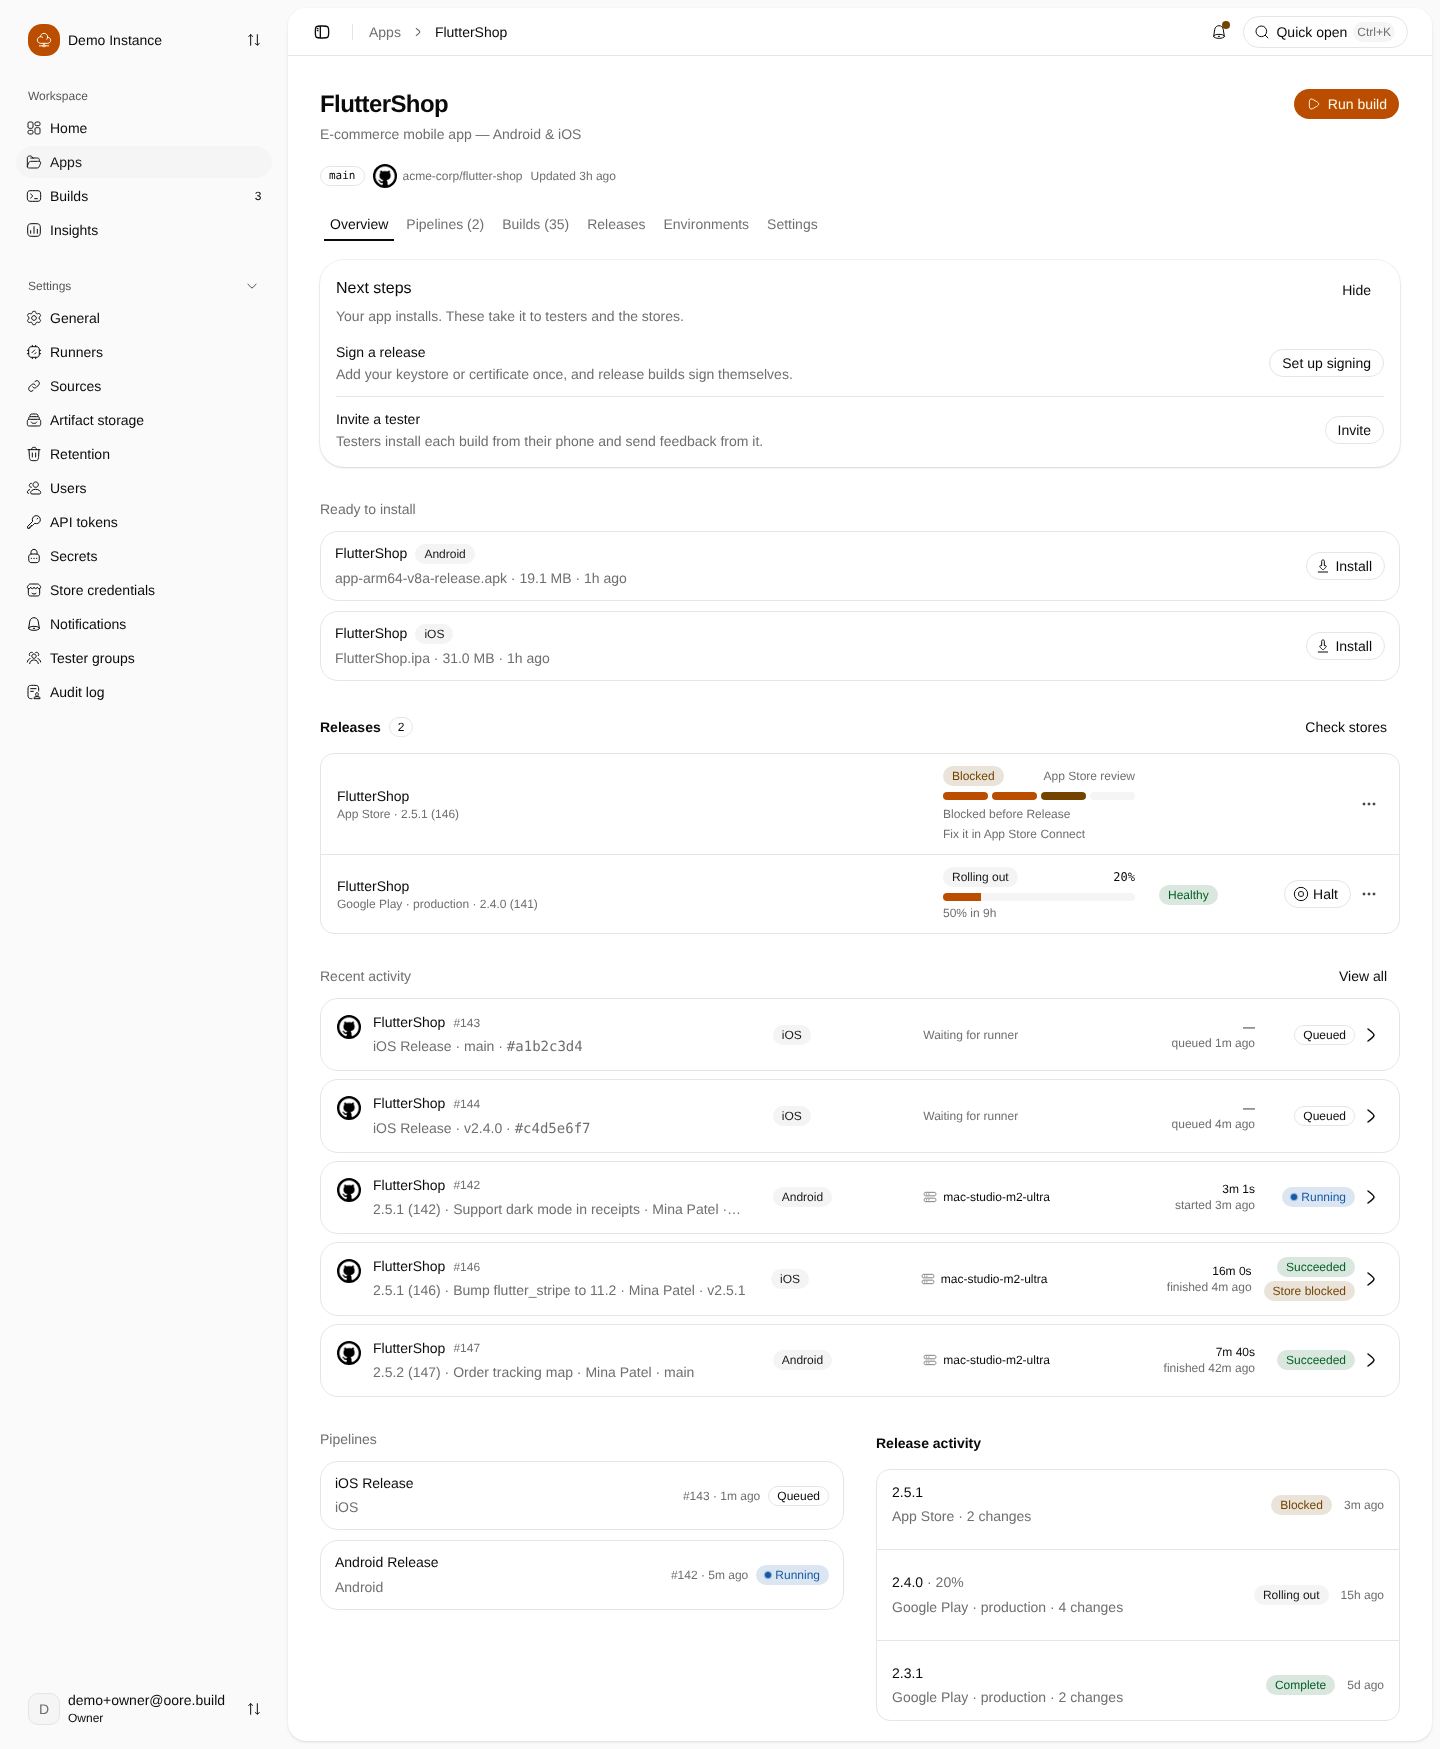 Demo Instance
Workspace
Home
Apps
Builds 3
Insights
Settings
General
Runners
Sources
Artifact storage
Retention
Users
API tokens
Secrets
Store credentials
Notifications
Tester groups
Audit log
D
demo+owner@oore.build
Owner
Apps FlutterShop
Quick open Ctrl+K
FlutterShop
Run build
E-commerce mobile app — Android & iOS
main acme-corp/flutter-shop Updated 3h ago
Overview Pipelines (2) Builds (35) Releases Environments Settings
Next steps
Hide
Your app installs. These take it to testers and the stores.
Sign a release
Add your keystore or certificate once, and release builds sign themselves.
Set up signing
Invite a tester
Testers install each build from their phone and send feedback from it.
Invite
Ready to install
FlutterShop Android
app-arm64-v8a-release.apk · 19.1 MB · 1h ago
Install
FlutterShop iOS
FlutterShop.ipa · 31.0 MB · 1h ago
Install
Releases 2
Check stores
FlutterShop
App Store · 2.5.1 (146)
Blocked App Store review
Blocked before Release
Fix it in App Store Connect
FlutterShop
Google Play · production · 2.4.0 (141)
Rolling out 20%
50% in 9h
Healthy
Halt
Recent activity
View all
FlutterShop #143
iOS Release · main · #a1b2c3d4
iOS
Waiting for runner
—
queued 1m ago
Queued
FlutterShop #144
iOS Release · v2.4.0 · #c4d5e6f7
iOS
Waiting for runner
—
queued 4m ago
Queued
FlutterShop #142
2.5.1 (142) · Support dark mode in receipts · Mina Patel ·…
Android
mac-studio-m2-ultra
3m 1s
started 3m ago
Running
FlutterShop #146
2.5.1 (146) · Bump flutter_stripe to 11.2 · Mina Patel · v2.5.1
iOS
mac-studio-m2-ultra
16m 0s
finished 4m ago
Succeeded
Store blocked
FlutterShop #147
2.5.2 (147) · Order tracking map · Mina Patel · main
Android
mac-studio-m2-ultra
7m 40s
finished 42m ago
Succeeded
Pipelines
iOS Release
iOS
#143 · 1m ago Queued
Android Release
Android
#142 · 5m ago Running
Release activity
2.5.1
App Store · 2 changes
Blocked 3m ago
2.4.0 · 20%
Google Play · production · 4 changes
Rolling out 15h ago
2.3.1
Google Play · production · 2 changes
Complete 5d ago